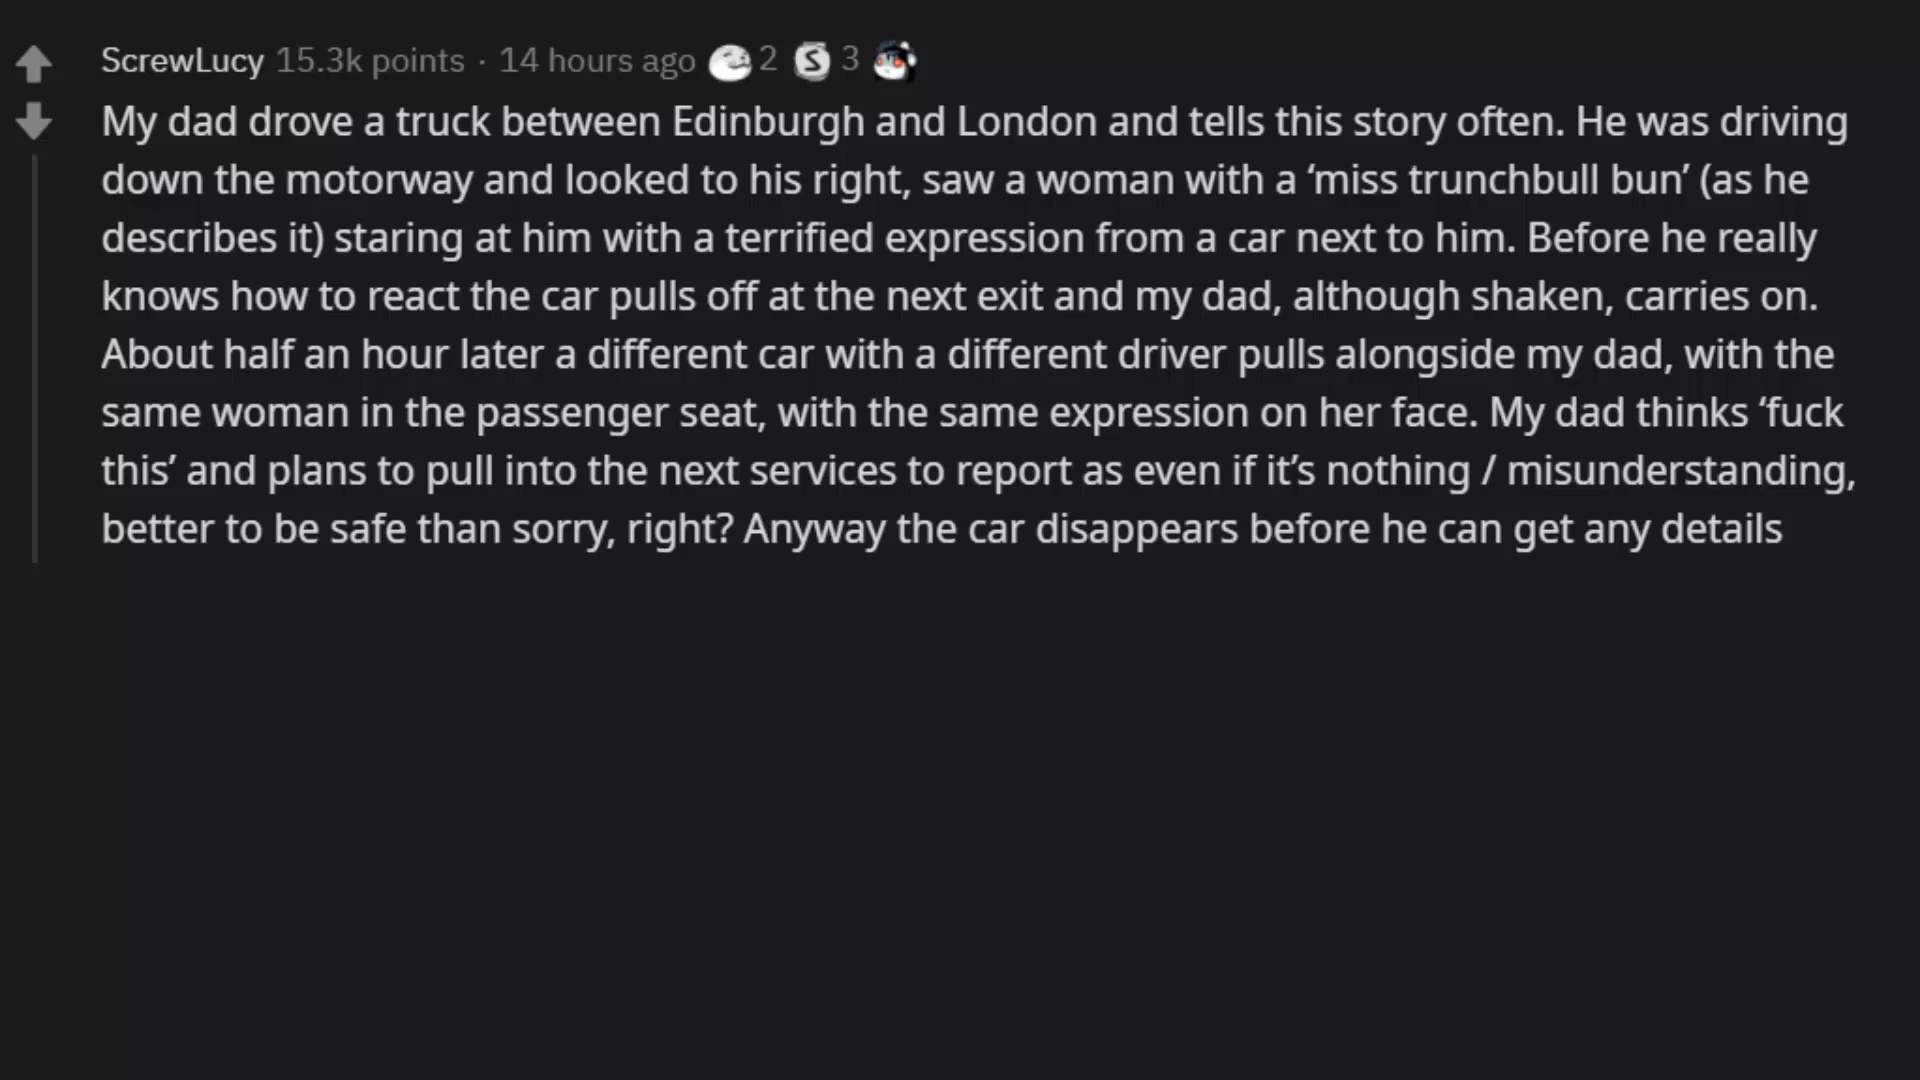 ScrewLucy 15.3k points · 14 hours ago 2 S 3
My dad drove a truck between Edinburgh and London and tells this story often. He was driving
down the motorway and looked to his right, saw a woman with a ‘miss trunchbull bun’ (as he
describes it) staring at him with a terrified expression from a car next to him. Before he really
knows how to react the car pulls off at the next exit and my dad, although shaken, carries on.
About half an hour later a different car with a different driver pulls alongside my dad, with the
same woman in the passenger seat, with the same expression on her face. My dad thinks ‘fuck
this’ and plans to pull into the next services to report as even if it’s nothing / misunderstanding,
better to be safe than sorry, right? Anyway the car disappears before he can get any details